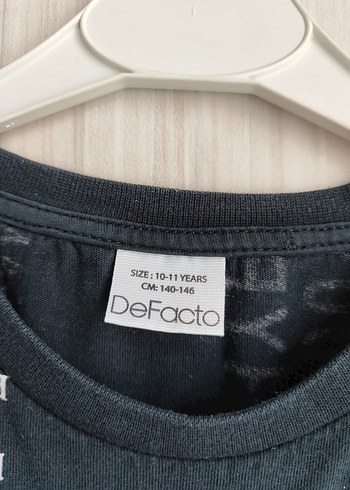 SIZE : 10-11 YEARS
CM: 140-146
DeFacto